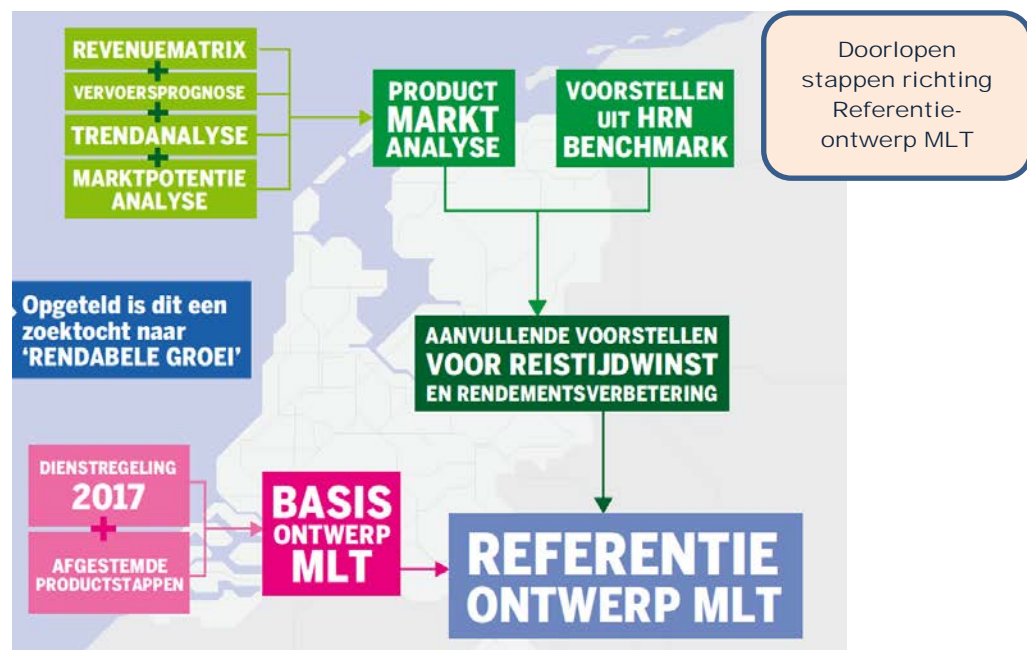 REVENUEMATRIX
+
VERVOERSPROGNOSE
+
TRENDANALYSE
+
MARKTPOTENTIE
ANALYSE
PRODUCT
MARKT
ANALYSE
VOORSTELLEN
UIT HRN
BENCHMARK
Doorlopen
stappen richting
Referentie-
ontwerp MLT
Opgeteld is dit een
zoektocht naar
‘RENDABELE GROEI’
AANVULLENDE VOORSTELLEN
VOOR REISTIJDWINST
EN RENDEMENTSVERBETERING
DIENSTREGELING
2017
+
AFGESTEMDE
PRODUCTSTAPPEN
BASIS
ONTWERP
MLT
REFERENTIE
ONTWERP MLT